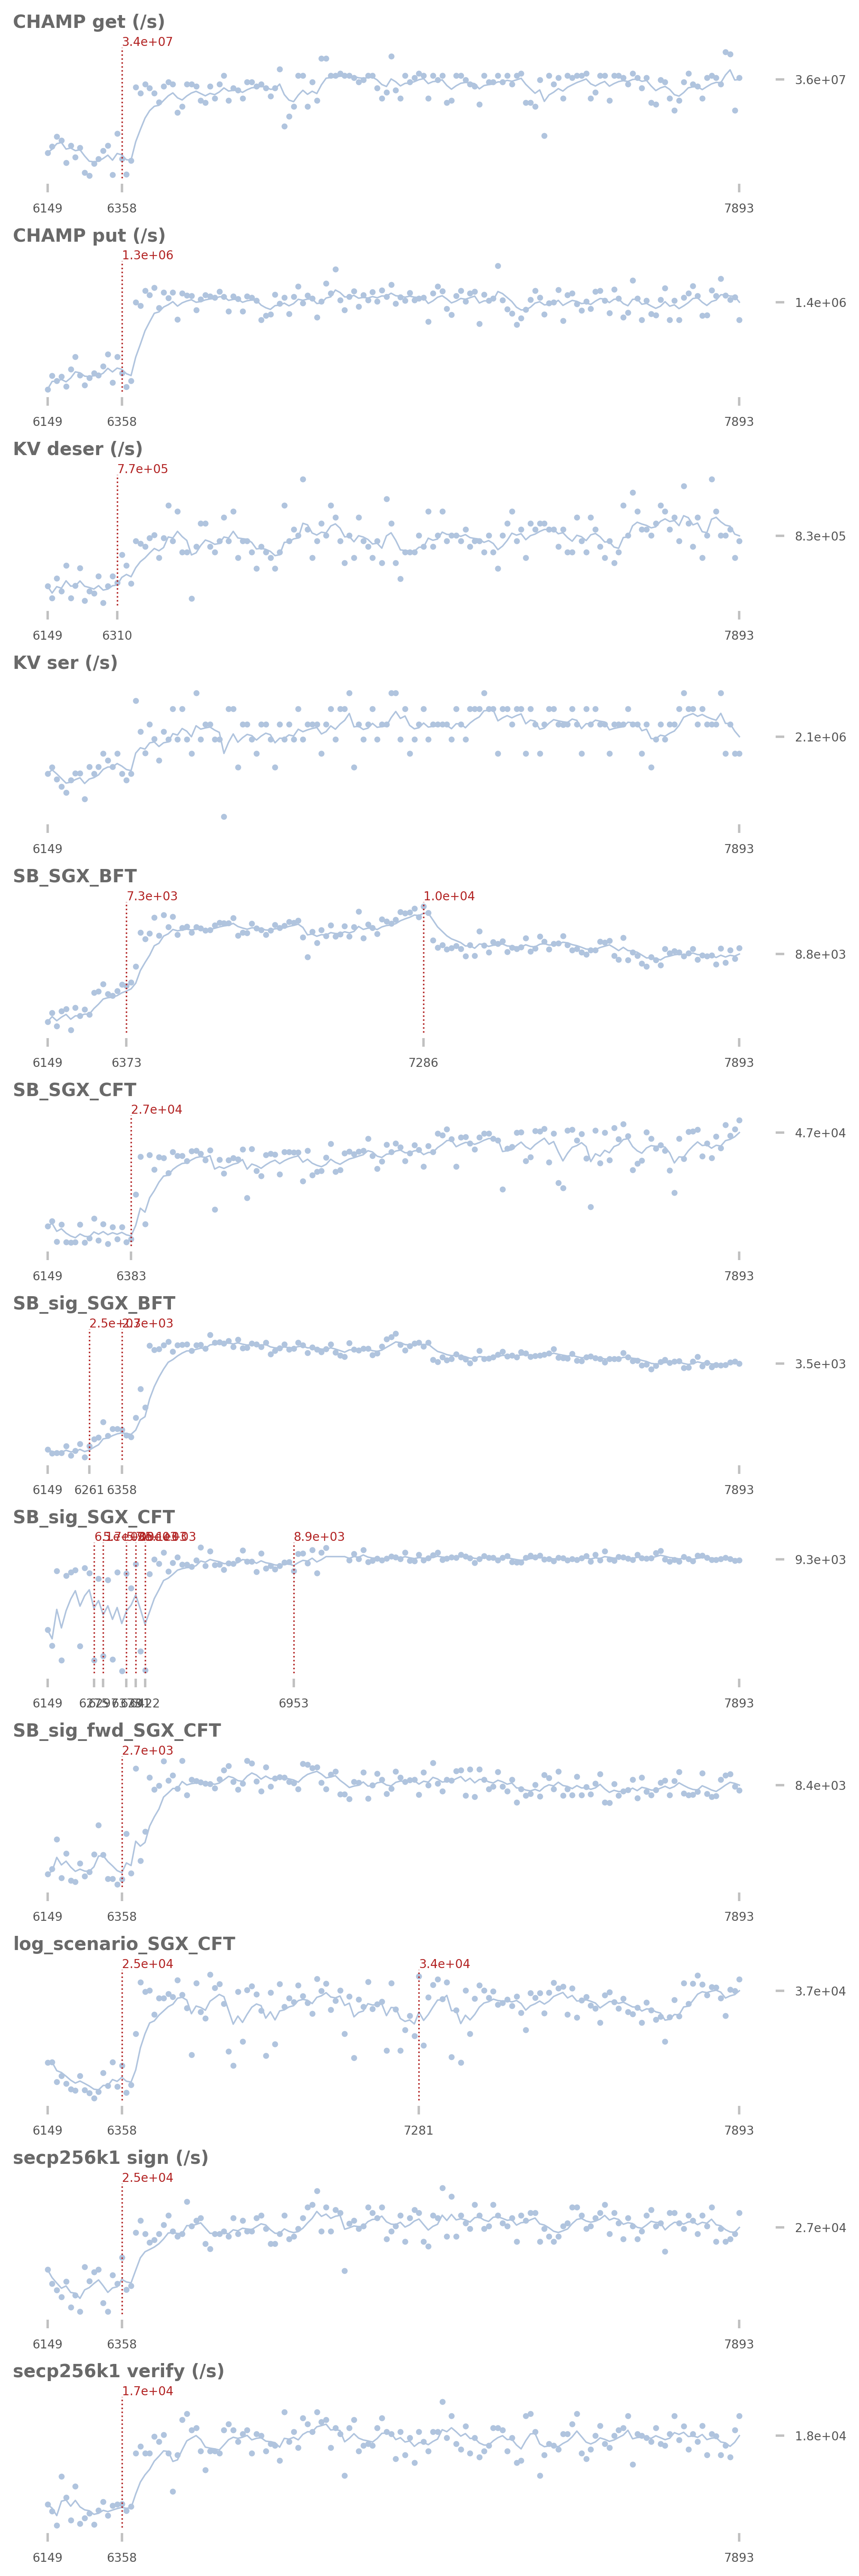 CHAMP get (/s)
3.4e+07
3.6e+07
6149 6358 7893
CHAMP put (/s)
1.3e+06
1.4e+06
6149 6358 7893
KV deser (/s)
7.7e+05
8.3e+05
6149 6310 7893
KV ser (/s)
2.1e+06
6149 7893
SB_SGX_BFT
7.3e+03 1.0e+04
8.8e+03
6149 6373 7286 7893
SB_SGX_CFT
2.7e+04
4.7e+04
6149 6383 7893
SB_sig_SGX_BFT
2.5e+03 2.7e+03
3.5e+03
6149 6261 6358 7893
SB_sig_SGX_CFT
8.9e+03
9.3e+03
6149 6953 7893
SB_sig_fwd_SGX_CFT
2.7e+03
8.4e+03
6149 6358 7893
log_scenario_SGX_CFT
2.5e+04 3.4e+04
3.7e+04
6149 6358 7281 7893
secp256k1 sign (/s)
2.5e+04
2.7e+04
6149 6358 7893
secp256k1 verify (/s)
1.7e+04
1.8e+04
6149 6358 7893